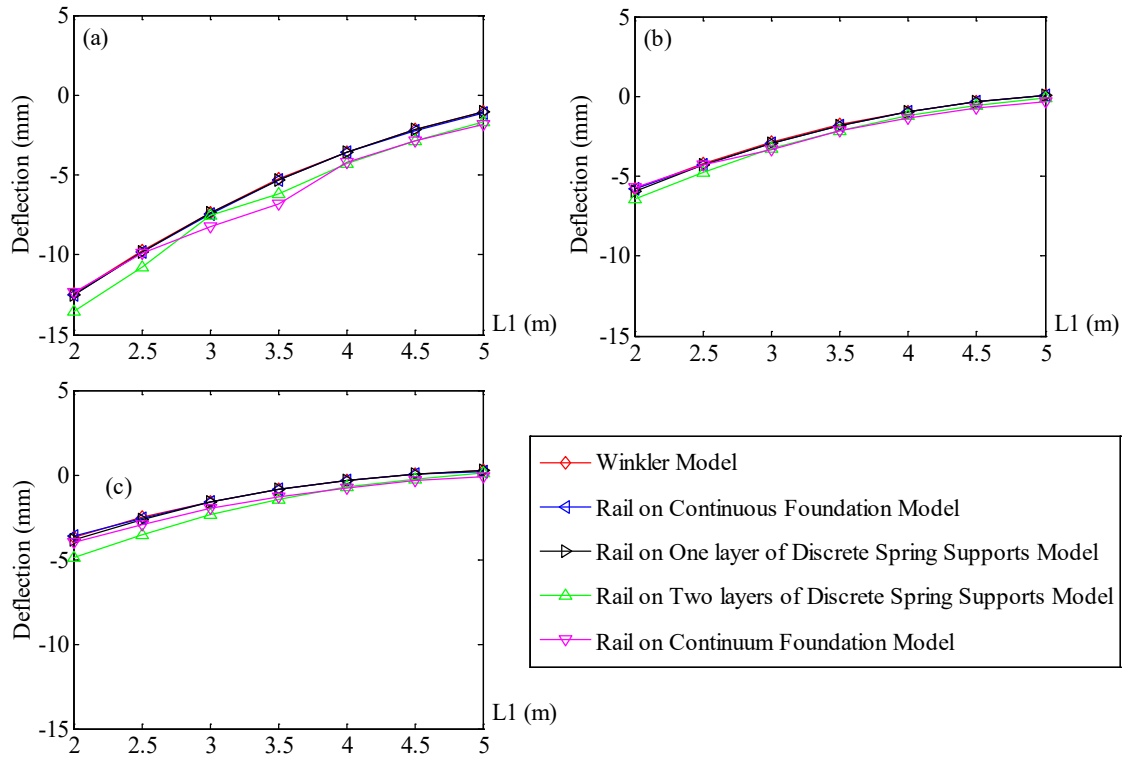 (a)
5
0
-5
-10
-15
Deflection (mm)
2 2.5 3 3.5 4 4.5 5
L1 (m)
(b)
5
0
-5
-10
-15
Deflection (mm)
2 2.5 3 3.5 4 4.5 5
L1 (m)
(c)
5
0
-5
-10
-15
Deflection (mm)
2 2.5 3 3.5 4 4.5 5
L1 (m)
Winkler Model
Rail on Continuous Foundation Model
Rail on One layer of Discrete Spring Supports Model
Rail on Two layers of Discrete Spring Supports Model
Rail on Continuum Foundation Model